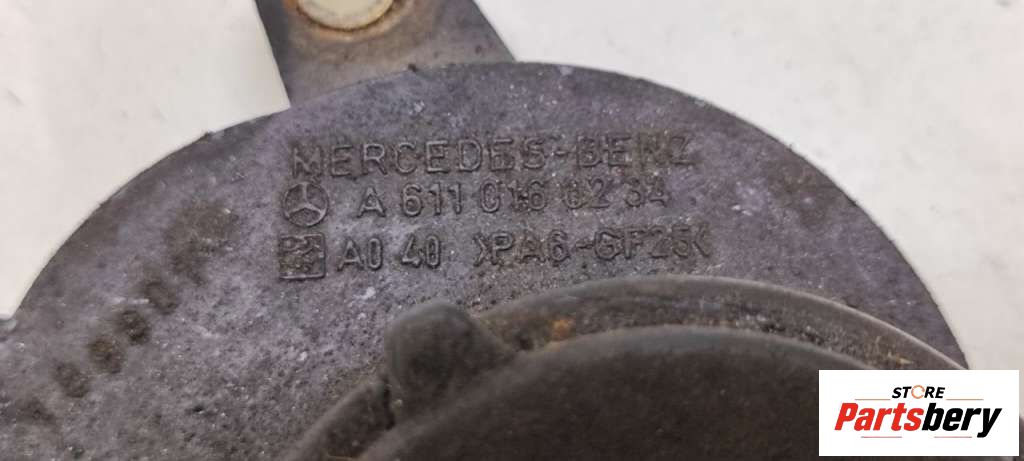 MERCEDES-BENZ
A 611 016 02 34
A0 40 >PA6-GF25<
STORE
Partsbery